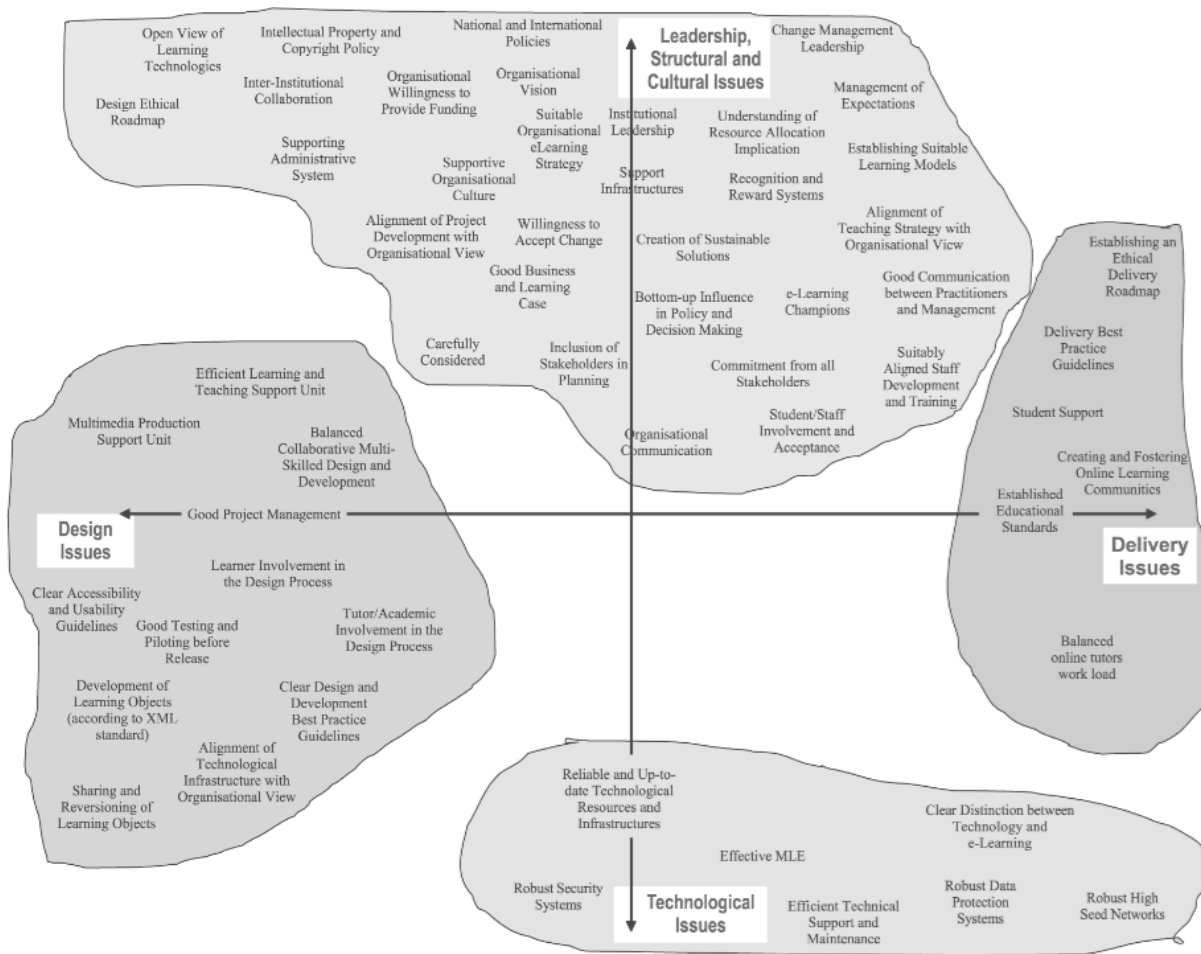 Open View of
Learning
Technologies
Intellectual Property and
Copyright Policy
National and International
Policies
Leadership,
Structural and
Cultural Issues
Change Management
Leadership
Design Ethical
Roadmap
Inter-Institutional
Collaboration
Organisational
Willingness to
Provide Funding
Organisational
Vision
Management of
Expectations
Supporting
Administrative
System
Suitable
Organisational
eLearning
Strategy
Institutional
Leadership
Understanding of
Resource Allocation
Implication
Establishing Suitable
Learning Models
Supportive
Organisational
Culture
Support
Infrastructures
Recognition and
Reward Systems
Alignment of Project
Development with
Organisational View
Willingness to
Accept Change
Creation of Sustainable
Solutions
Alignment of
Teaching Strategy with
Organisational View
Good Business
and Learning
Case
Bottom-up Influence
in Policy and
Decision Making
e-Learning
Champions
Good Communication
between Practitioners
and Management
Carefully
Considered
Inclusion of
Stakeholders in
Planning
Commitment from all
Stakeholders
Suitably
Aligned Staff
Development
and Training
Organisational
Communication
Student/Staff
Involvement and
Acceptance
Establishing an
Ethical
Delivery
Roadmap
Delivery Best
Practice
Guidelines
Student Support
Creating and Fostering
Online Learning
Communities
Established
Educational
Standards
Delivery
Issues
Balanced
online tutors
work load
Efficient Learning and
Teaching Support Unit
Multimedia Production
Support Unit
Balanced
Collaborative Multi-
Skilled Design and
Development
Design
Issues
Good Project Management
Learner Involvement in
the Design Process
Clear Accessibility
and Usability
Guidelines
Good Testing and
Piloting before
Release
Tutor/Academic
Involvement in the
Design Process
Development of
Learning Objects
(according to XML
standard)
Clear Design and
Development
Best Practice
Guidelines
Alignment of
Technological
Infrastructure with
Organisational View
Sharing and
Reversioning of
Learning Objects
Reliable and Up-to-
date Technological
Resources and
Infrastructures
Clear Distinction between
Technology and
e-Learning
Effective MLE
Robust Security
Systems
Technological
Issues
Efficient Technical
Support and
Maintenance
Robust Data
Protection
Systems
Robust High
Seed Networks